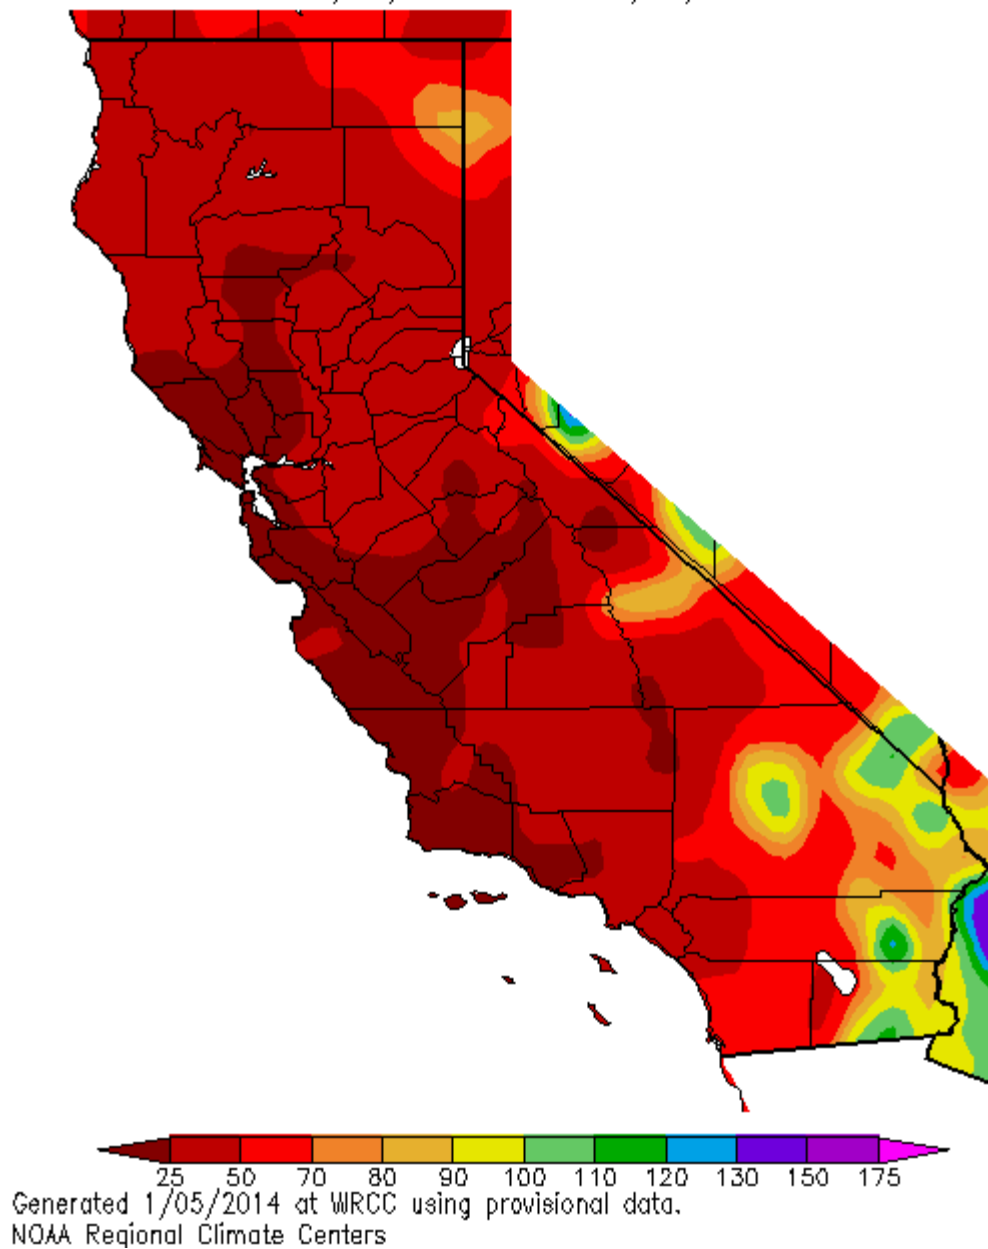 25 50 70 80 90 100 110 120 130 150 175
Generated 1/05/2014 at WRCC using provisional data.
NOAA Regional Climate Centers